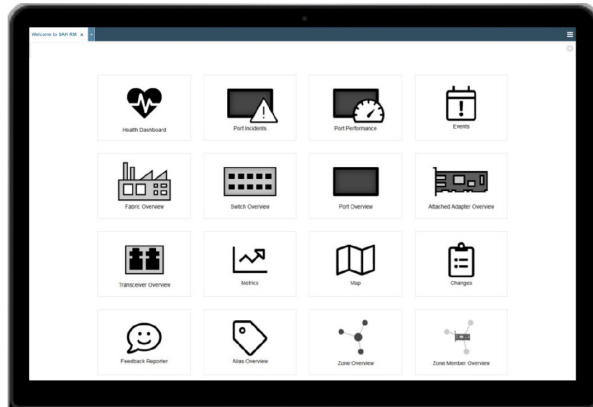 Welcome to SAN RM x +
Health Dashboard
Port Incidents
Port Performance
Events
Fabric Overview
Switch Overview
Port Overview
Attached Adapter Overview
Transceiver Overview
Metrics
Map
Changes
Feedback Reporter
Alias Overview
Zone Overview
Zone Member Overview